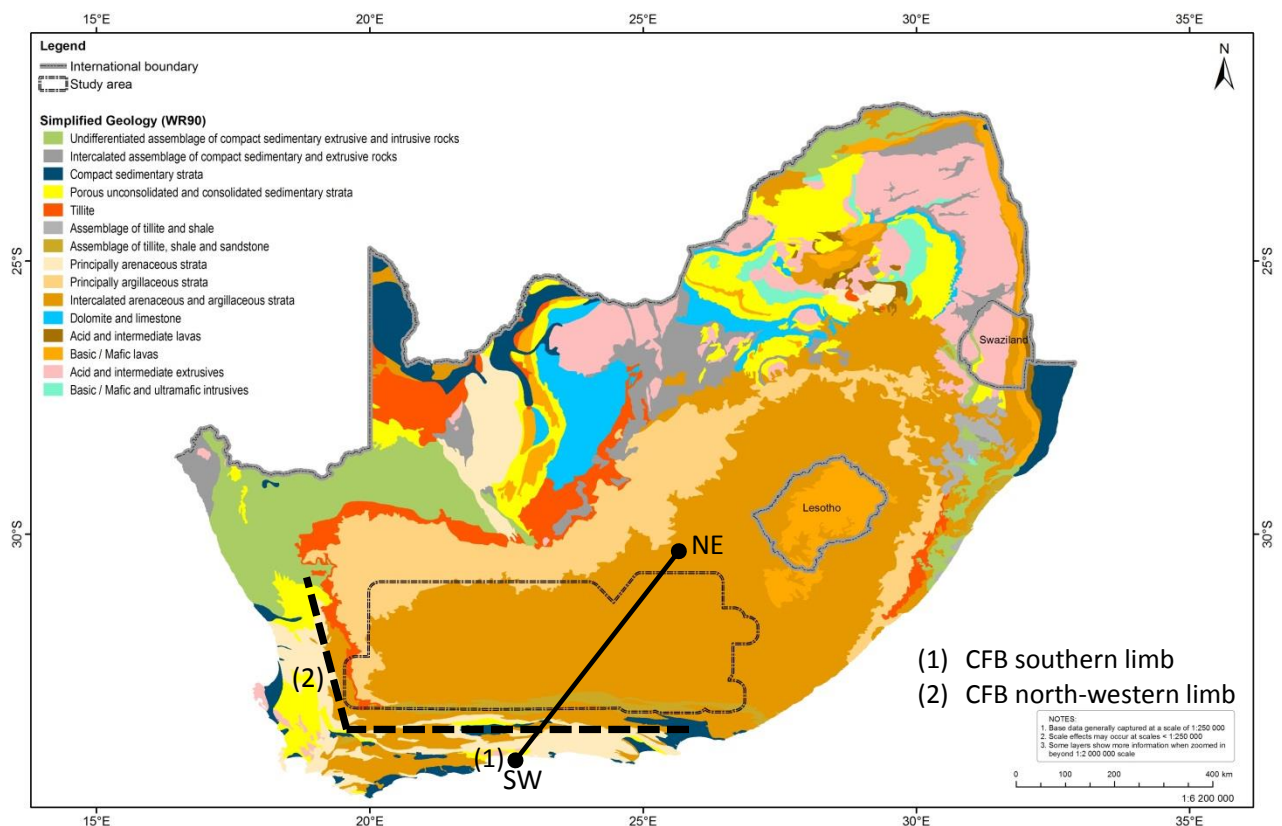 15°E 20°E 25°E 30°E 35°E
Legend
International boundary
Study area
Simplified Geology (WR90)
Undifferentiated assemblage of compact sedimentary extrusive and intrusive rocks
Intercalated assemblage of compact sedimentary and extrusive rocks
Compact sedimentary strata
Porous unconsolidated and consolidated sedimentary strata
Tillite
Assemblage of tillite and shale
Assemblage of tillite, shale and sandstone
Principally arenaceous strata
Principally argillaceous strata
Intercalated arenaceous and argillaceous strata
Dolomite and limestone
Acid and intermediate lavas
Basic / Mafic lavas
Acid and intermediate extrusives
Basic / Mafic and ultramafic intrusives
N
25°S
25°S
Swaziland
Lesotho
30°S
30°S
NE
(2)
(1)
SW
(1) CFB southern limb
(2) CFB north-western limb
NOTES:
1. Base data generally captured at a scale of 1:250 000
2. Scale effects may occur at scales < 1:250 000
3. Some layers show more information when zoomed in
beyond 1:2 000 000 scale
0 100 200 400 km
1:6 200 000
15°E 20°E 25°E 30°E 35°E